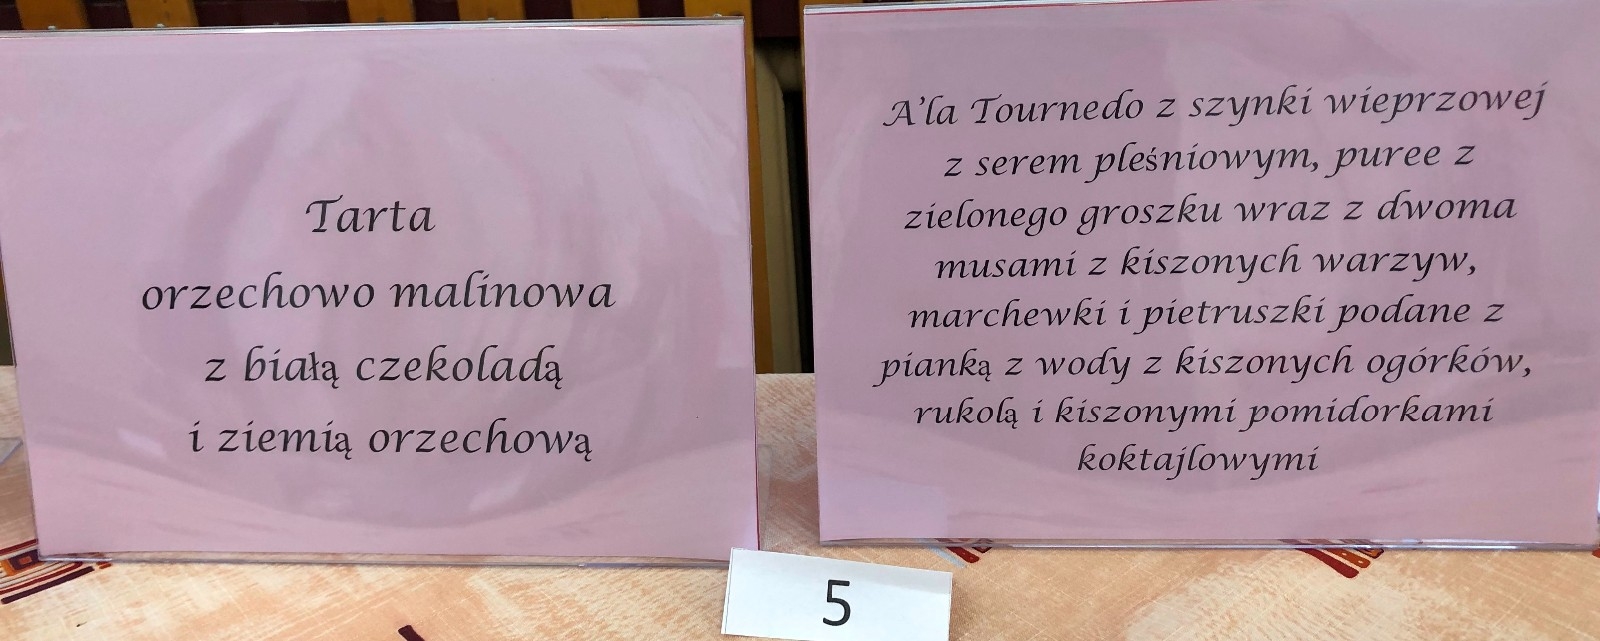 Tarta
orzechowo malinowa
z białą czekoladą
i ziemią orzechową
A'la Tournedo z szynki wieprzowej
z serem pleśniowym, puree z
zielonego groszku wraz z dwoma
musami z kiszonych warzyw,
marchewki i pietruszki podane z
pianką z wody z kiszonych ogórków,
rukolą i kiszonymi pomidorkami
koktajlowymi
5